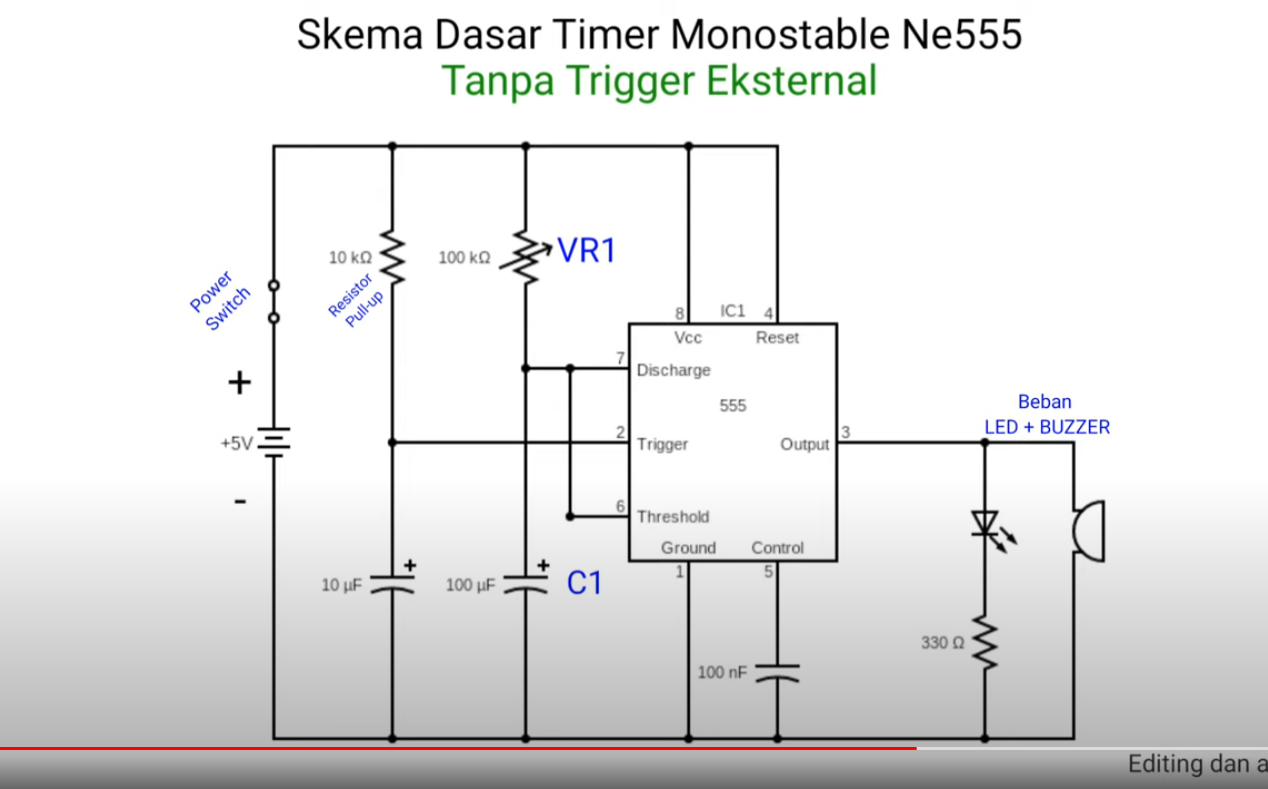 Skema Dasar Timer Monostable Ne555
Tanpa Trigger Eksternal
10 kΩ
Resistor
Pull-up
100 kΩ
VR1
Power
Switch
+
+5V
-
8
IC1
4
Vcc
Reset
7
Discharge
555
2
Trigger
Output
3
6
Threshold
Ground
Control
1
5
Beban
LED + BUZZER
10 µF
+
100 µF
+
C1
100 nF
330 Ω
Editing dan a